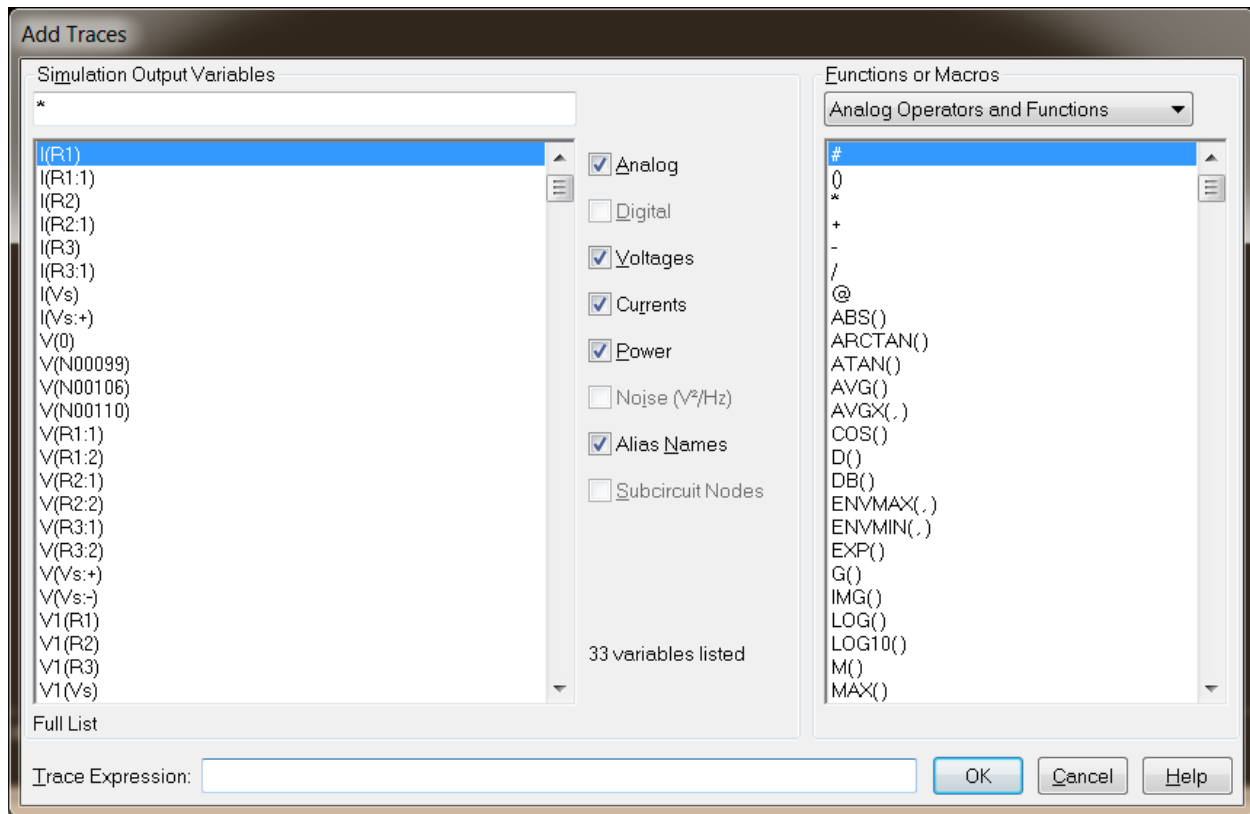 Add Traces
Simulation Output Variables
*
I(R1)
I(R1:1)
I(R2)
I(R2:1)
I(R3)
I(R3:1)
I(Vs)
I(Vs:+)
V(0)
V(N00099)
V(N00106)
V(N00110)
V(R1:1)
V(R1:2)
V(R2:1)
V(R2:2)
V(R3:1)
V(R3:2)
V(Vs:+)
V(Vs:-)
V1(R1)
V1(R2)
V1(R3)
V1(Vs)
Full List
Analog
Digital
Voltages
Currents
Power
Noise (V²/Hz)
Alias Names
Subcircuit Nodes
33 variables listed
Functions or Macros
Analog Operators and Functions
#
()
*
+
-
/
@
ABS()
ARCTAN()
ATAN()
AVG()
AVGX(,)
COS()
D()
DB()
ENVMAX(,)
ENVMIN(,)
EXP()
G()
IMG()
LOG()
LOG10()
M()
MAX()
Trace Expression:
OK
Cancel
Help